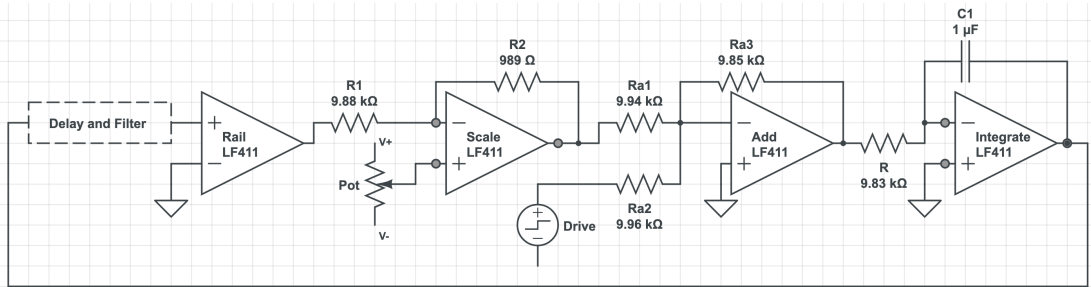 C1
1 µF
R2
989 Ω
Ra3
9.85 kΩ
R1
9.88 kΩ
Ra1
9.94 kΩ
Delay and Filter
+
−
Rail
LF411
−
+
Scale
LF411
−
+
Add
LF411
−
+
Integrate
LF411
V+
Pot
V-
R
9.83 kΩ
Ra2
9.96 kΩ
+
−
Drive